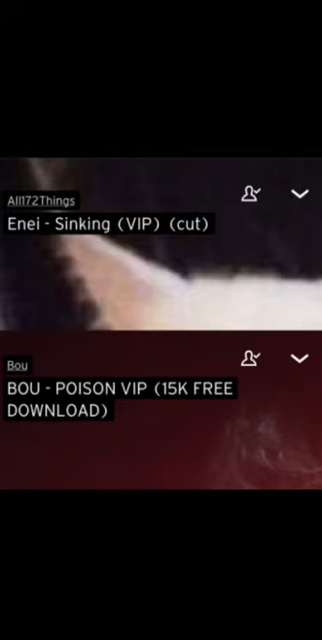 All172Things
Enei - Sinking (VIP) (cut)
Bou
BOU - POISON VIP (15K FREE
DOWNLOAD)